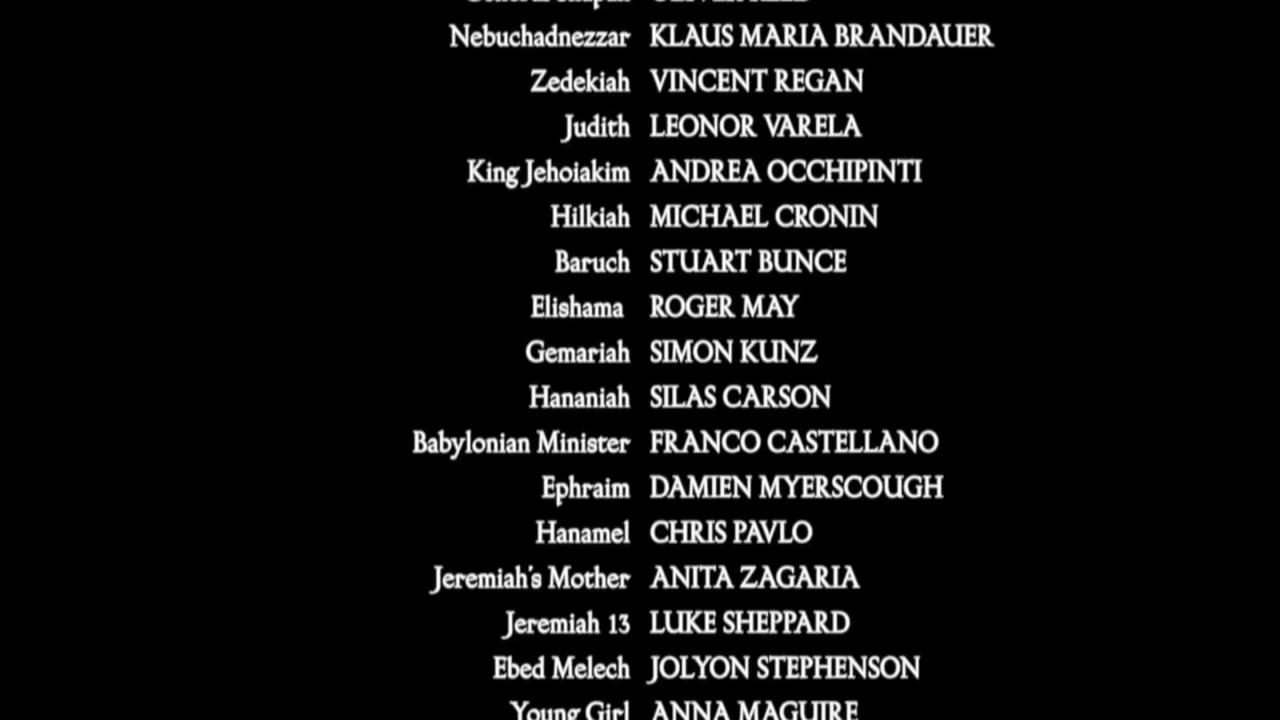 Nebuchadnezzar KLAUS MARIA BRANDAUER
Zedekiah VINCENT REGAN
Judith LEONOR VARELA
King Jehoiakim ANDREA OCCHIPINTI
Hilkiah MICHAEL CRONIN
Baruch STUART BUNCE
Elishama ROGER MAY
Gemariah SIMON KUNZ
Hananiah SILAS CARSON
Babylonian Minister FRANCO CASTELLANO
Ephraim DAMIEN MYERSCOUGH
Hanamel CHRIS PAVLO
Jeremiah's Mother ANITA ZAGARIA
Jeremiah 13 LUKE SHEPPARD
Ebed Melech JOLYON STEPHENSON
Young Girl ANNA MAGUIRE